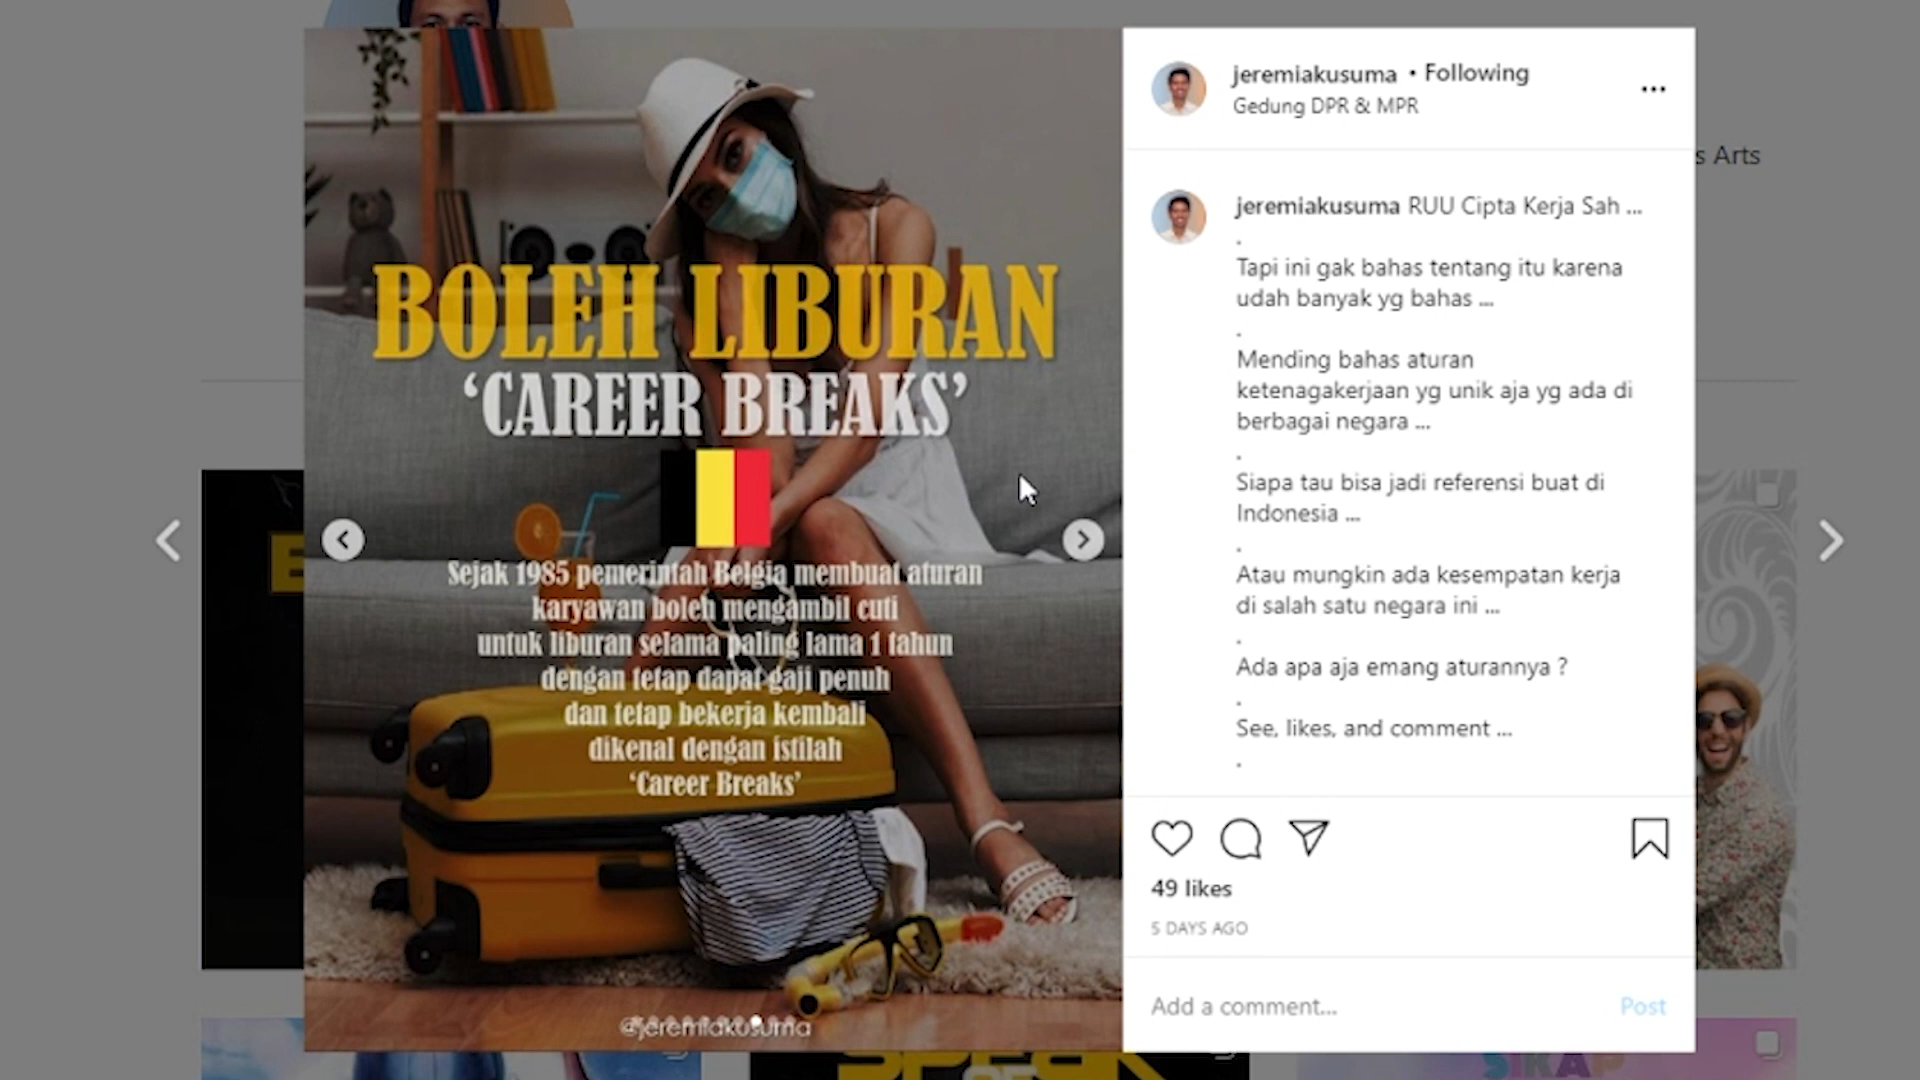 BOLEH LIBURAN
‘CAREER BREAKS’
Sejak 1985 pemerintah Belgia membuat aturan
karyawan boleh mengambil cuti
untuk liburan selama paling lama 1 tahun
dengan tetap dapat gaji penuh
dan tetap bekerja kembali
dikenal dengan istilah
‘Career Breaks’
@jeremiakusuma
jeremiakusuma • Following
Gedung DPR & MPR
s Arts
jeremiakusuma RUU Cipta Kerja Sah ...
.
Tapi ini gak bahas tentang itu karena
udah banyak yg bahas ...
.
Mending bahas aturan
ketenagakerjaan yg unik aja yg ada di
berbagai negara ...
.
Siapa tau bisa jadi referensi buat di
Indonesia ...
.
Atau mungkin ada kesempatan kerja
di salah satu negara ini ...
.
Ada apa aja emang aturannya ?
.
See, likes, and comment ...
.
49 likes
5 DAYS AGO
Add a comment... Post